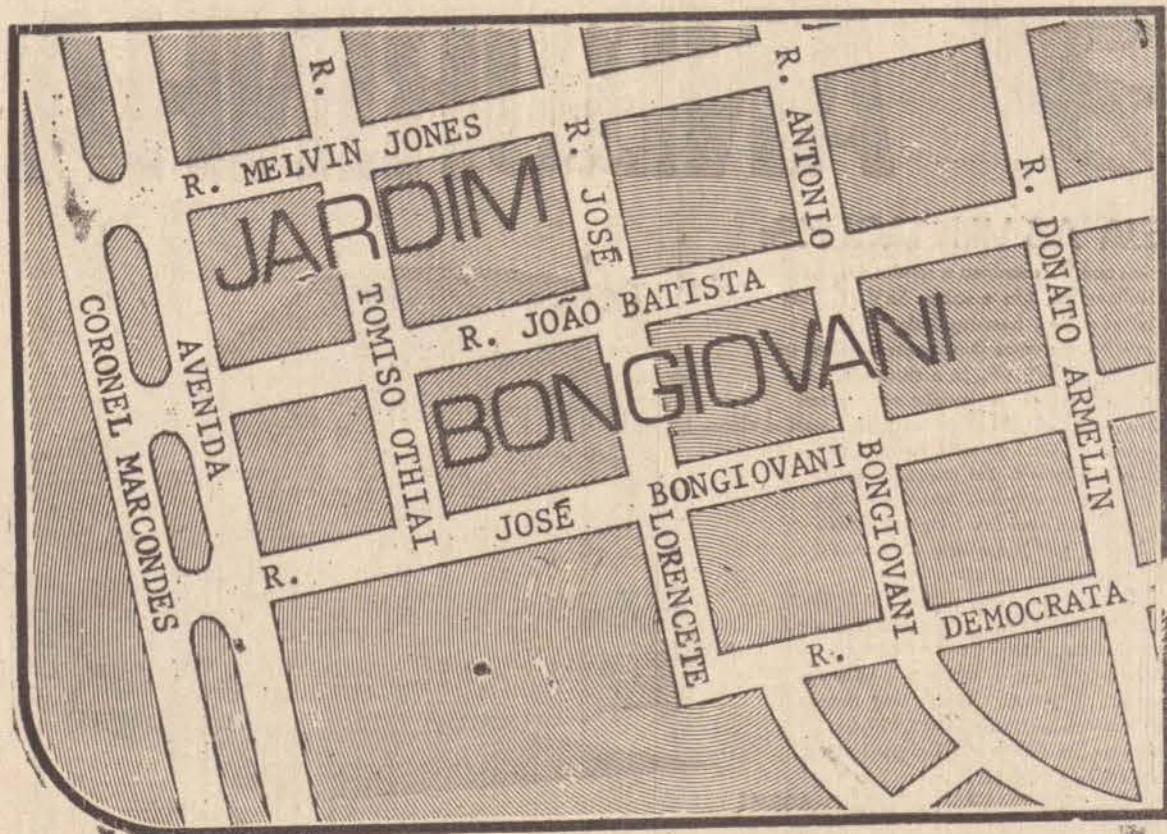 JARDIM
BONGIOVANI
AVENIDA
CORONEL MARCONDES
R. MELVIN JONES
R. JOÃO BATISTA
R. JOSÉ BONGIOVANI
R. DEMOCRATA
R. TOMISO OTHIAI
R. JOSÉ LORENCETE
R. ANTONIO BONGIOVANI
R. DONATO ARMELIN